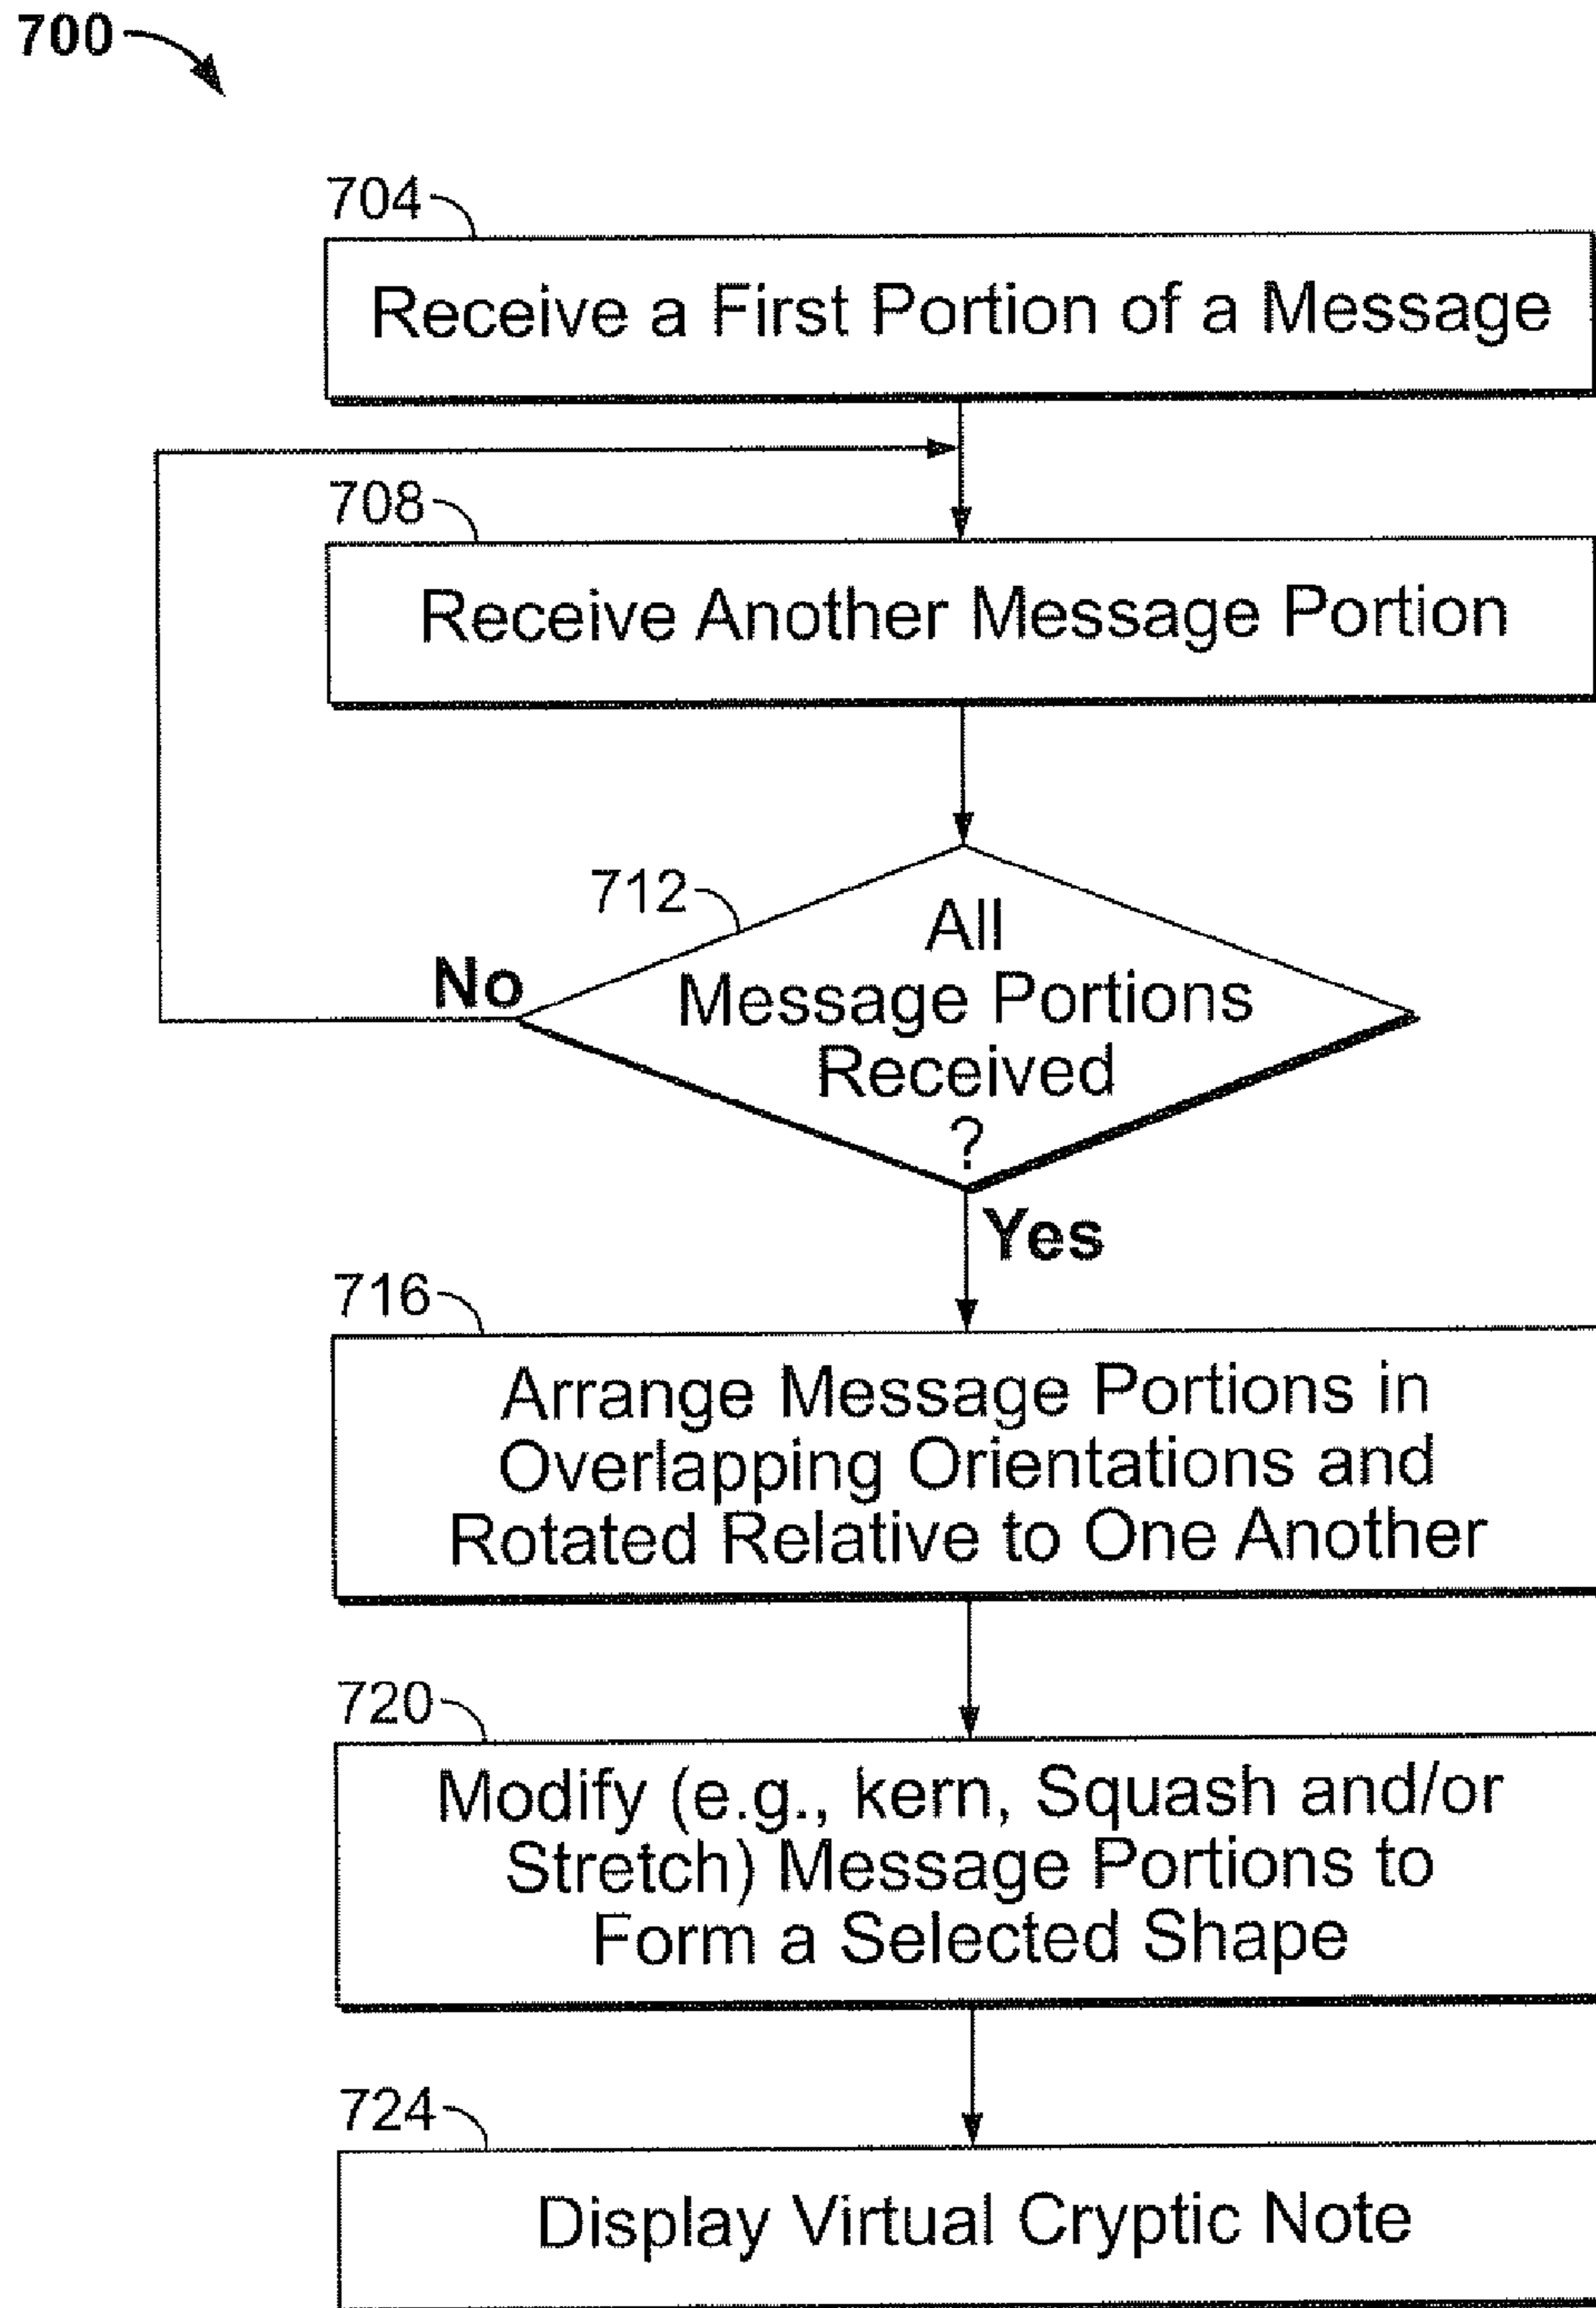 700
704
Receive a First Portion of a Message
708
Receive Another Message Portion
712
All
Message Portions
Received
?
No
Yes
716
Arrange Message Portions in
Overlapping Orientations and
Rotated Relative to One Another
720
Modify (e.g., kern, Squash and/or
Stretch) Message Portions to
Form a Selected Shape
724
Display Virtual Cryptic Note